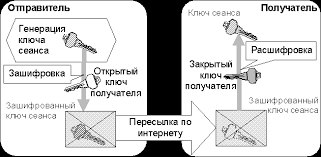 Отправитель
Генерация
ключа
сеанса
Зашифровка
Открытый
ключ
получателя
Зашифрованный
ключ сеанса
Пересылка по
интернету
Получатель
Ключ сеанса
Расшифровка
Закрытый
ключ
получателя
Зашифрованный
ключ сеанса